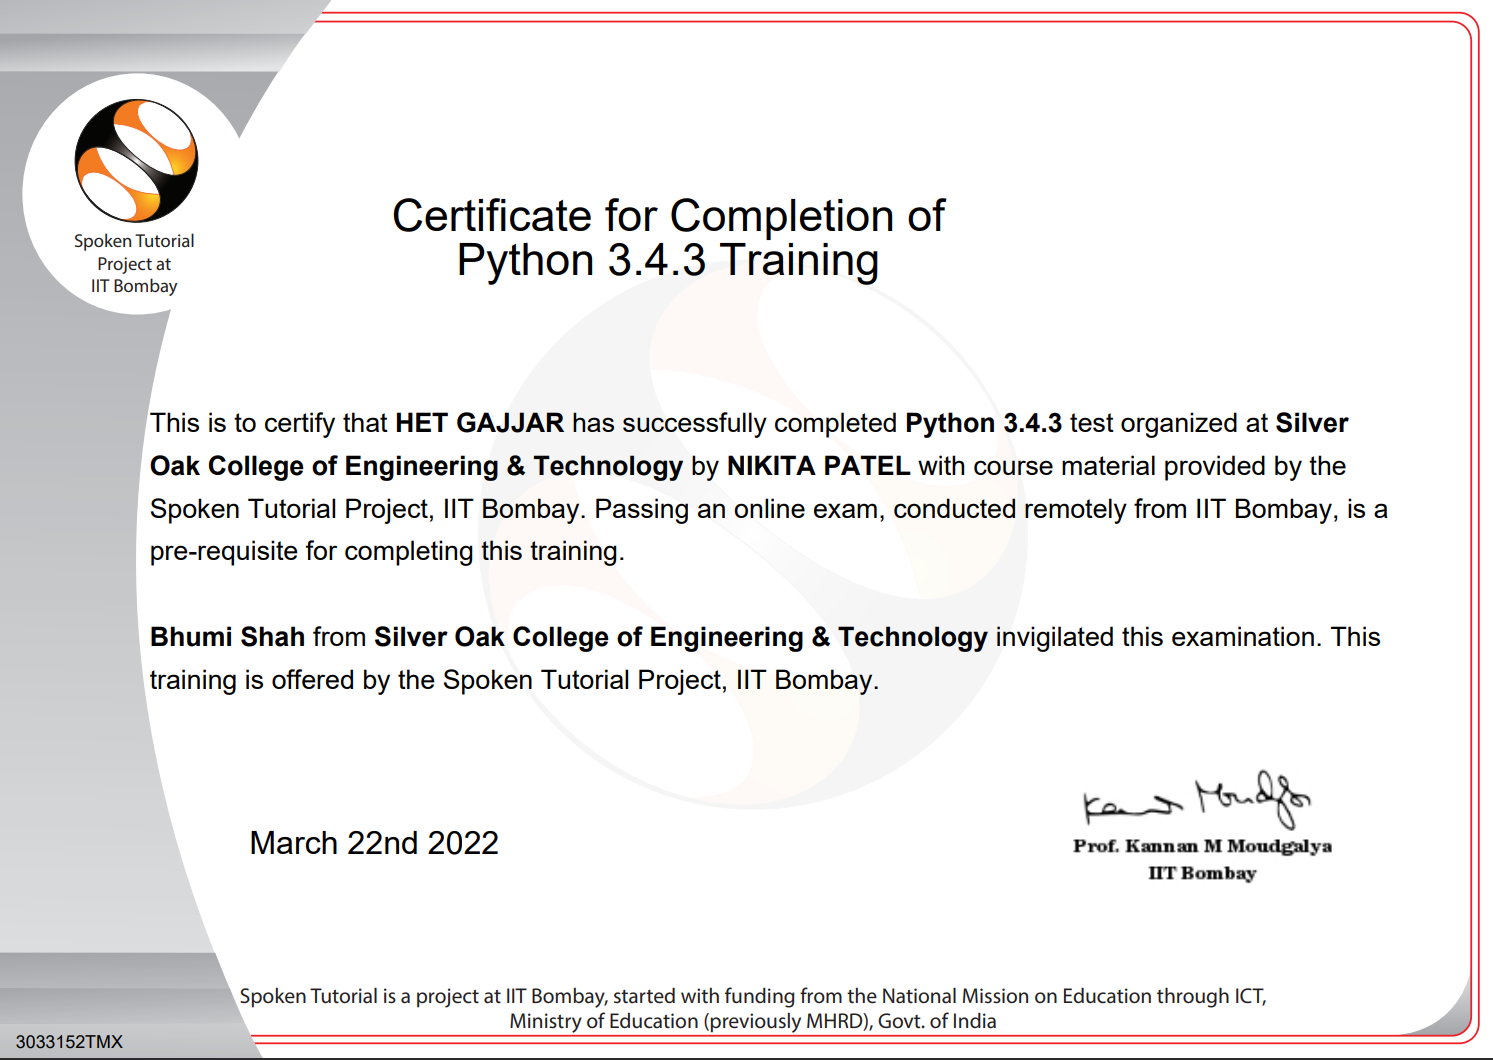 Spoken Tutorial
Project at
IIT Bombay
Certificate for Completion of
Python 3.4.3 Training
This is to certify that HET GAJJAR has successfully completed Python 3.4.3 test organized at Silver
Oak College of Engineering & Technology by NIKITA PATEL with course material provided by the
Spoken Tutorial Project, IIT Bombay. Passing an online exam, conducted remotely from IIT Bombay, is a
pre-requisite for completing this training.
Bhumi Shah from Silver Oak College of Engineering & Technology invigilated this examination. This
training is offered by the Spoken Tutorial Project, IIT Bombay.
March 22nd 2022
Kannan Moudgalya
Prof. Kannan M Moudgalya
IIT Bombay
Spoken Tutorial is a project at IIT Bombay, started with funding from the National Mission on Education through ICT,
Ministry of Education (previously MHRD), Govt. of India
3033152TMX